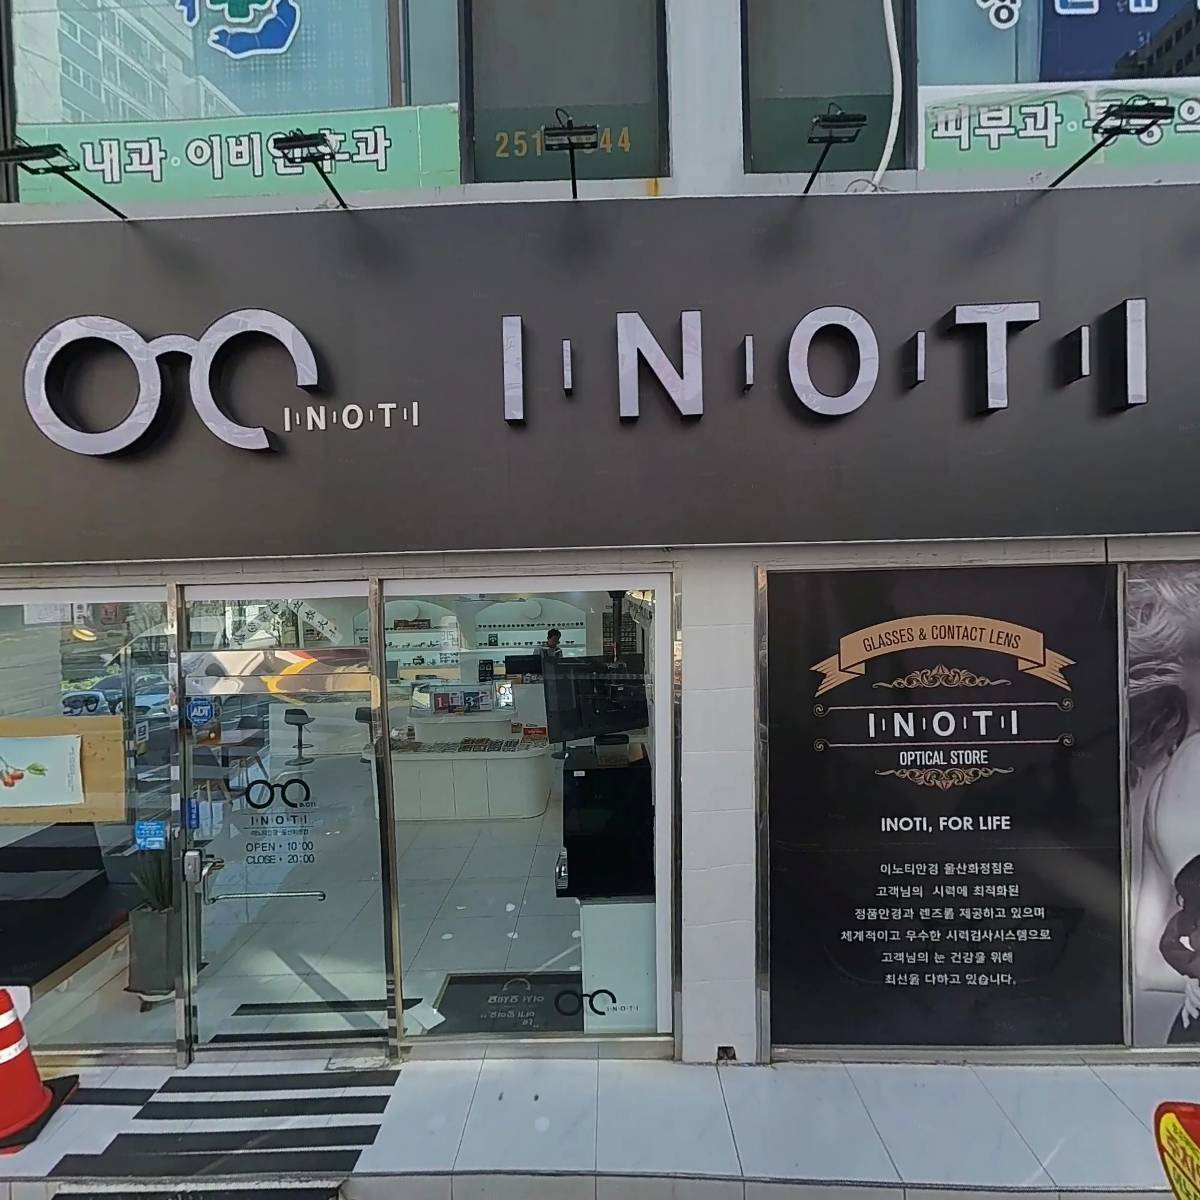 내과·이비인후과
피부과·통증의
INOTI
INOTI
GLASSES & CONTACT LENS
INOTI
OPTICAL STORE
INOTI, FOR LIFE
이노티안경 울산화정점은
고객님의 시력에 최적화된
정품안경과 렌즈를 제공하고 있으며
체계적이고 우수한 시력검사시스템으로
고객님의 눈 건강을 위해
최선을 다하고 있습니다.
ADT
INOTI
INOTI
OPEN · 10:00
CLOSE · 20:00
INOTI